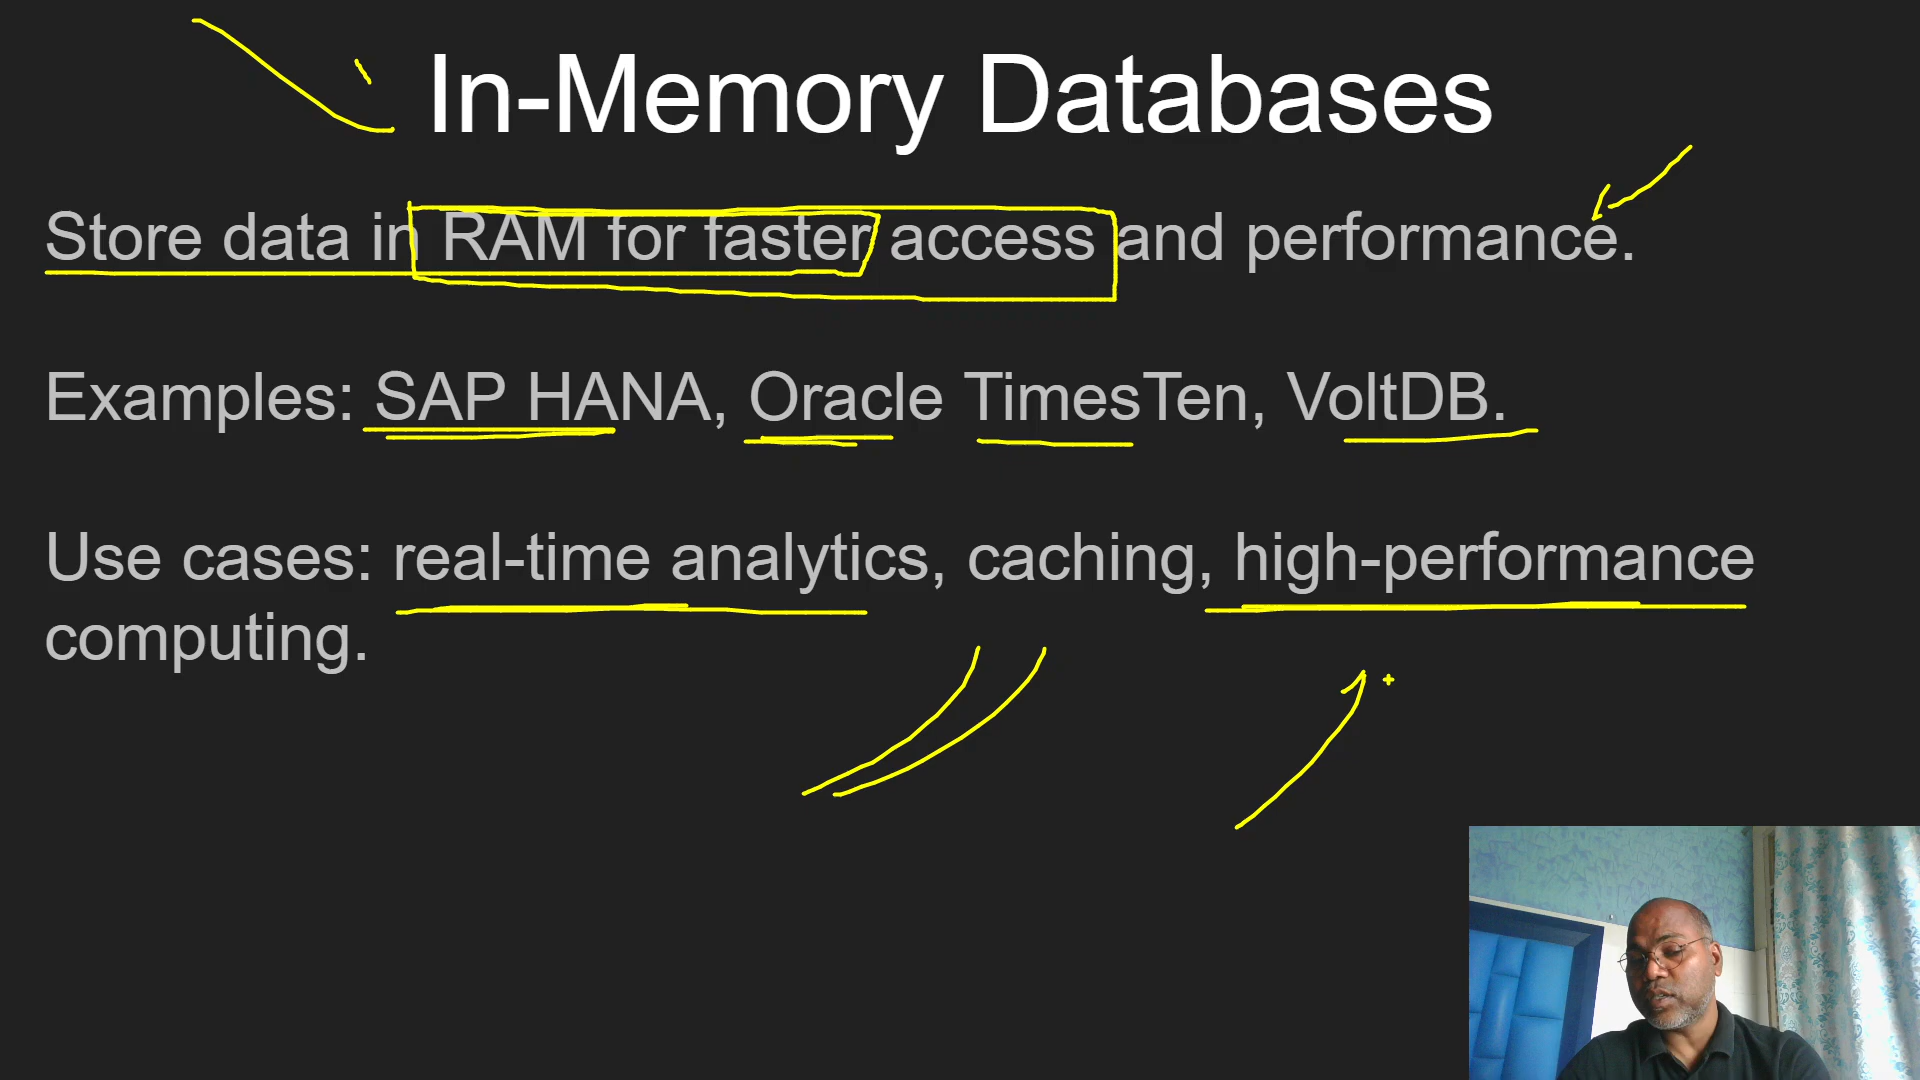 In-Memory Databases
Store data in RAM for faster access and performance.
Examples: SAP HANA, Oracle TimesTen, VoltDB.
Use cases: real-time analytics, caching, high-performance
computing.